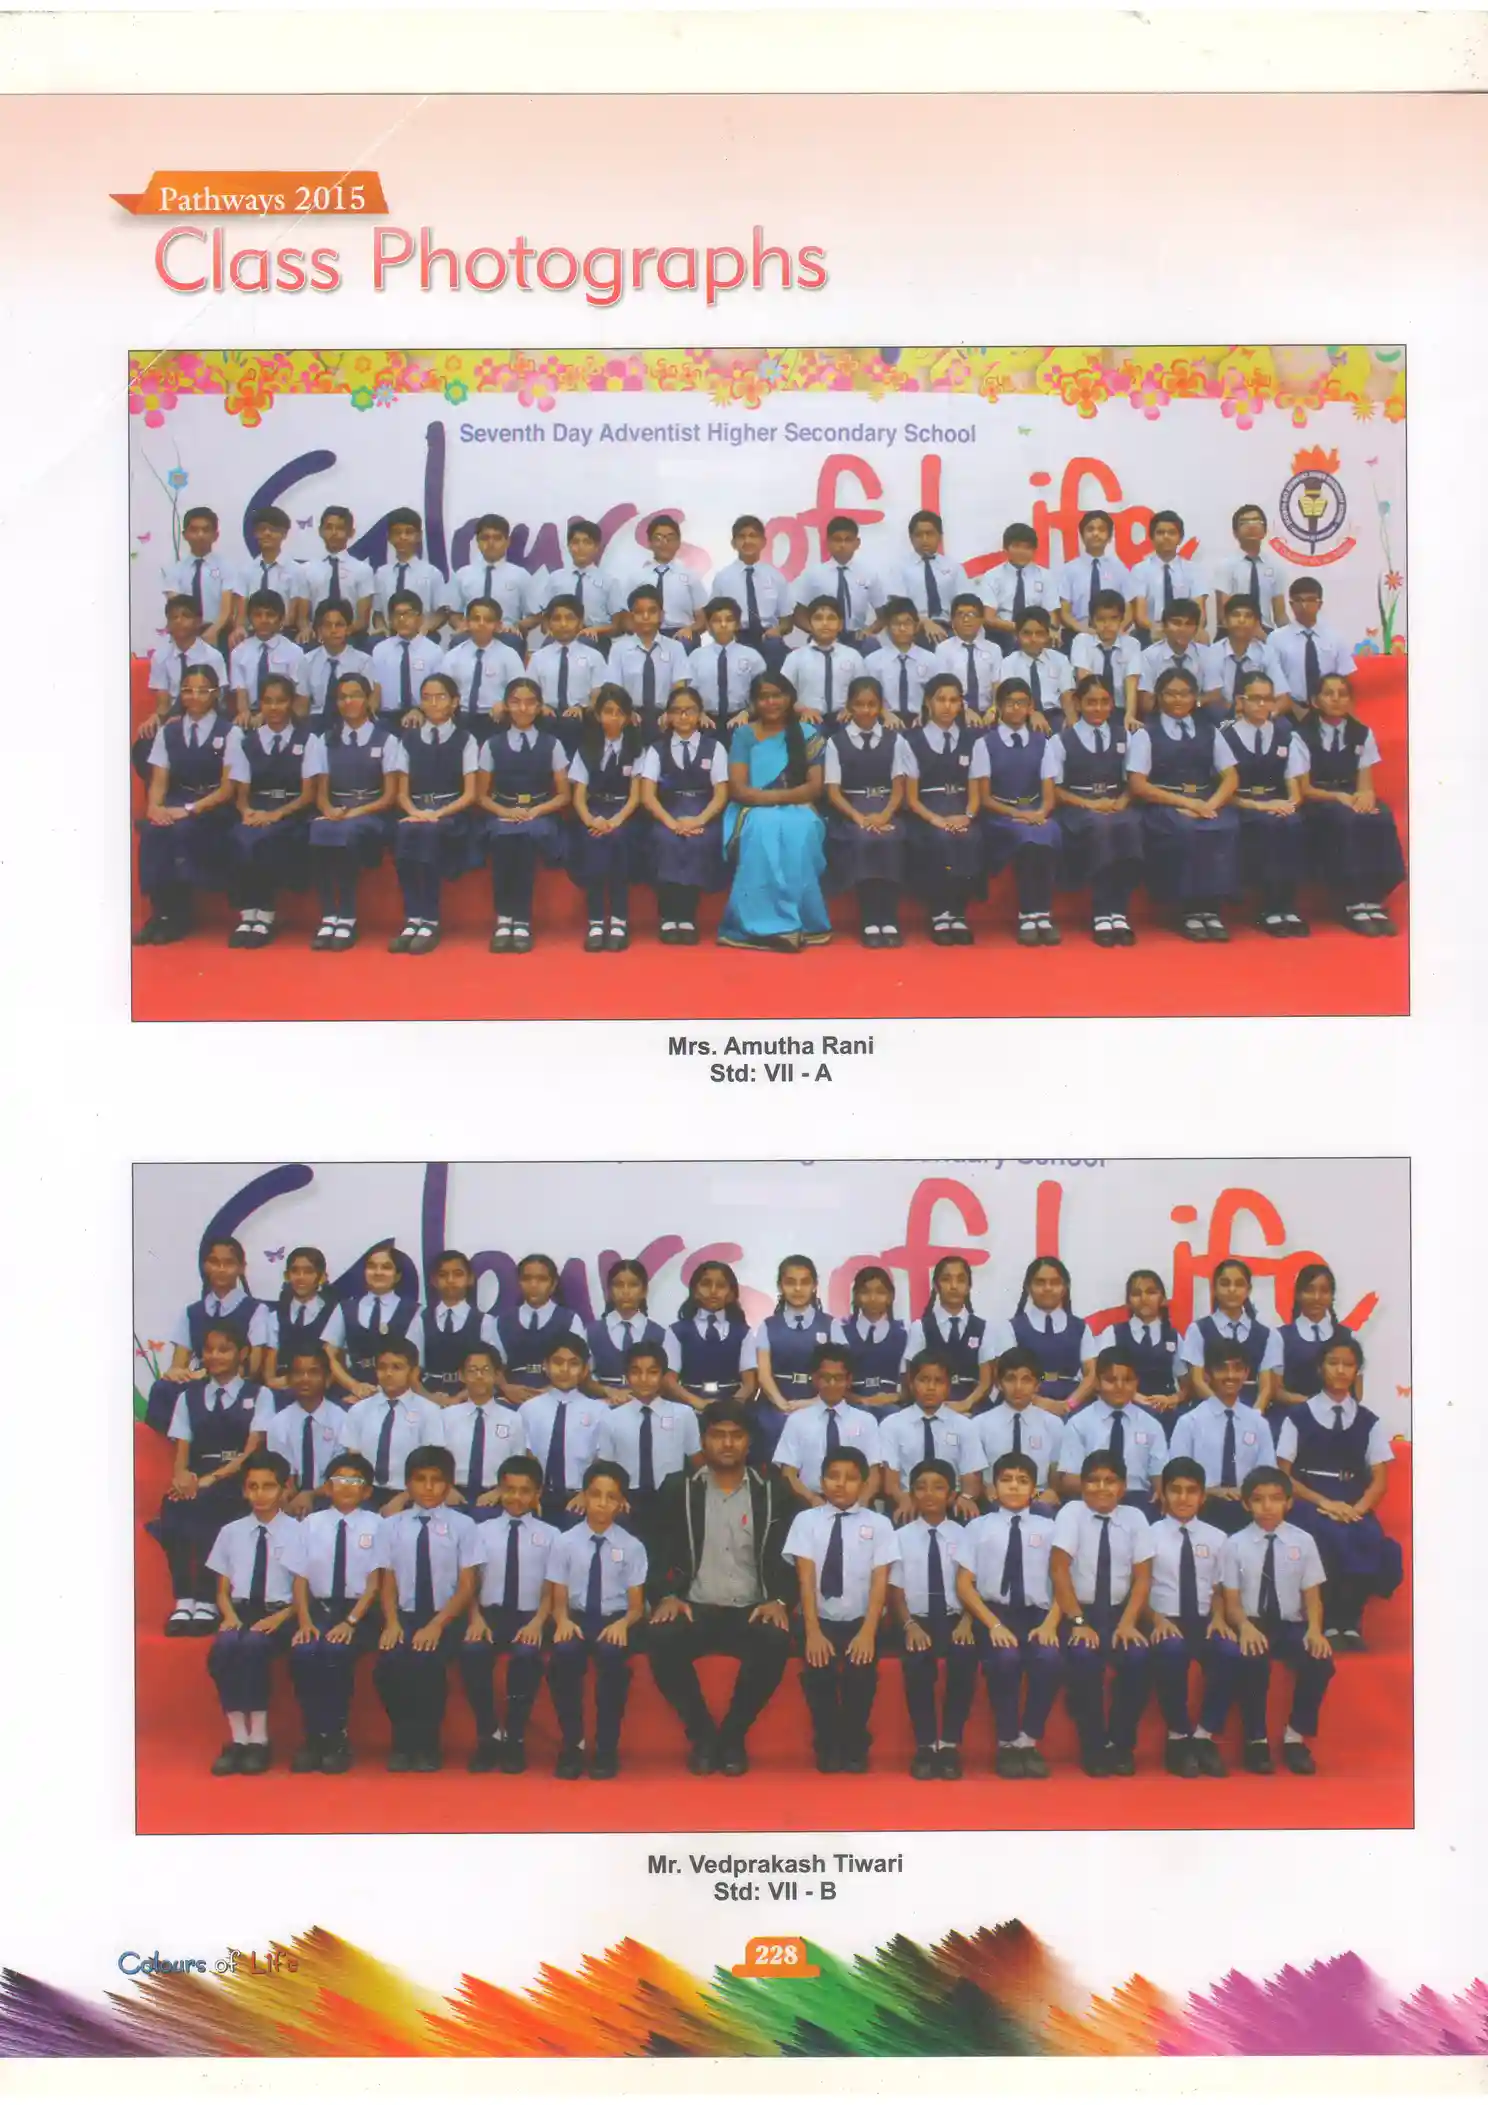 Pathways 2015
Class Photographs
Seventh Day Adventist Higher Secondary School
Colours of Life
Mrs. Amutha Rani
Std: VII - A
School
Colours of Life
Mr. Vedprakash Tiwari
Std: VII - B
Colours of Life
228